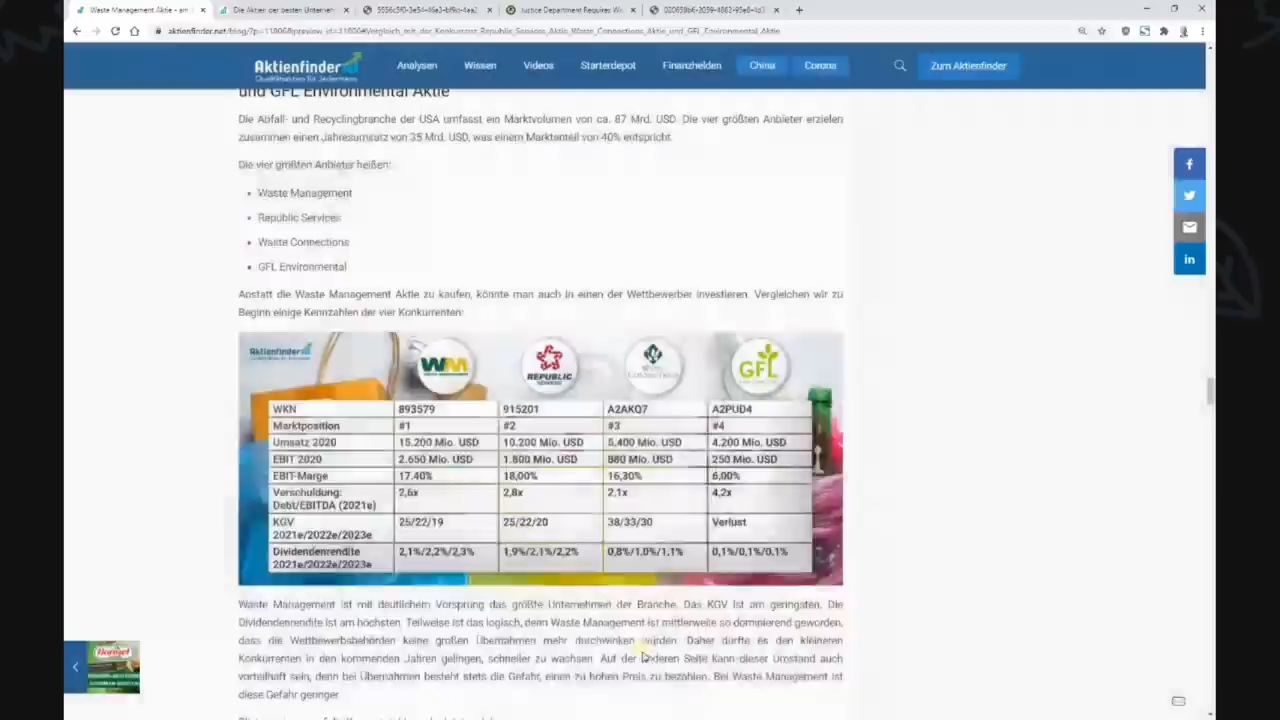 Waste Management Aktie - am
Die Aktien der besten Unternehm
Justice Department Requires Wa
Aktienfinder
Qualitätsaktien für Jedermann
Analysen
Wissen
Videos
Starterdepot
Finanzhelden
China
Corona
Zum Aktienfinder
und GFL Environmental Aktie
Die Abfall- und Recyclingbranche der USA umfasst ein Marktvolumen von ca. 87 Mrd. USD. Die vier größten Anbieter erzielen
zusammen einen Jahresumsatz von 35 Mrd. USD, was einem Marktanteil von 40% entspricht.
Die vier größten Anbieter heißen:
• Waste Management
• Republic Services
• Waste Connections
• GFL Environmental
Anstatt die Waste Management Aktie zu kaufen, könnte man auch in einen der Wettbewerber investieren. Vergleichen wir zu
Beginn einige Kennzahlen der vier Konkurrenten:
Aktienfinder
WM
REPUBLIC
SERVICES
GFL
WKN 893579 915201 A2AKQ7 A2PUD4
Marktposition #1 #2 #3 #4
Umsatz 2020 15.200 Mio. USD 10.200 Mio. USD 5.400 Mio. USD 4.200 Mio. USD
EBIT 2020 2.650 Mio. USD 1.800 Mio. USD 880 Mio. USD 250 Mio. USD
EBIT-Marge 17.40% 18,00% 16,30% 6,00%
Verschuldung: 2,6x 2,8x 2.1x 4,2x
Debt/EBITDA (2021e)
KGV 25/22/19 25/22/20 38/33/30 Verlust
2021e/2022e/2023e
Dividendenrendite 2,1%/2,2%/2,3% 1,9%/2.1%/2,2% 0,8%/1.0%/1,1% 0,1%/0.1%/0.1%
2021e/2022e/2023e
Waste Management ist mit deutlichem Vorsprung das größte Unternehmen der Branche. Das KGV ist am geringsten. Die
Dividendenrendite ist am höchsten. Teilweise ist das logisch, denn Waste Management ist mittlerweile so dominierend geworden,
dass die Wettbewerbsbehörden keine großen Übernahmen mehr durchwinken würden. Daher dürfte es den kleineren
Konkurrenten in den kommenden Jahren gelingen, schneller zu wachsen. Auf der anderen Seite kann dieser Umstand auch
vorteilhaft sein, denn bei Übernahmen besteht stets die Gefahr, einen zu hohen Preis zu bezahlen. Bei Waste Management ist
diese Gefahr geringer.
f
in
Hormel